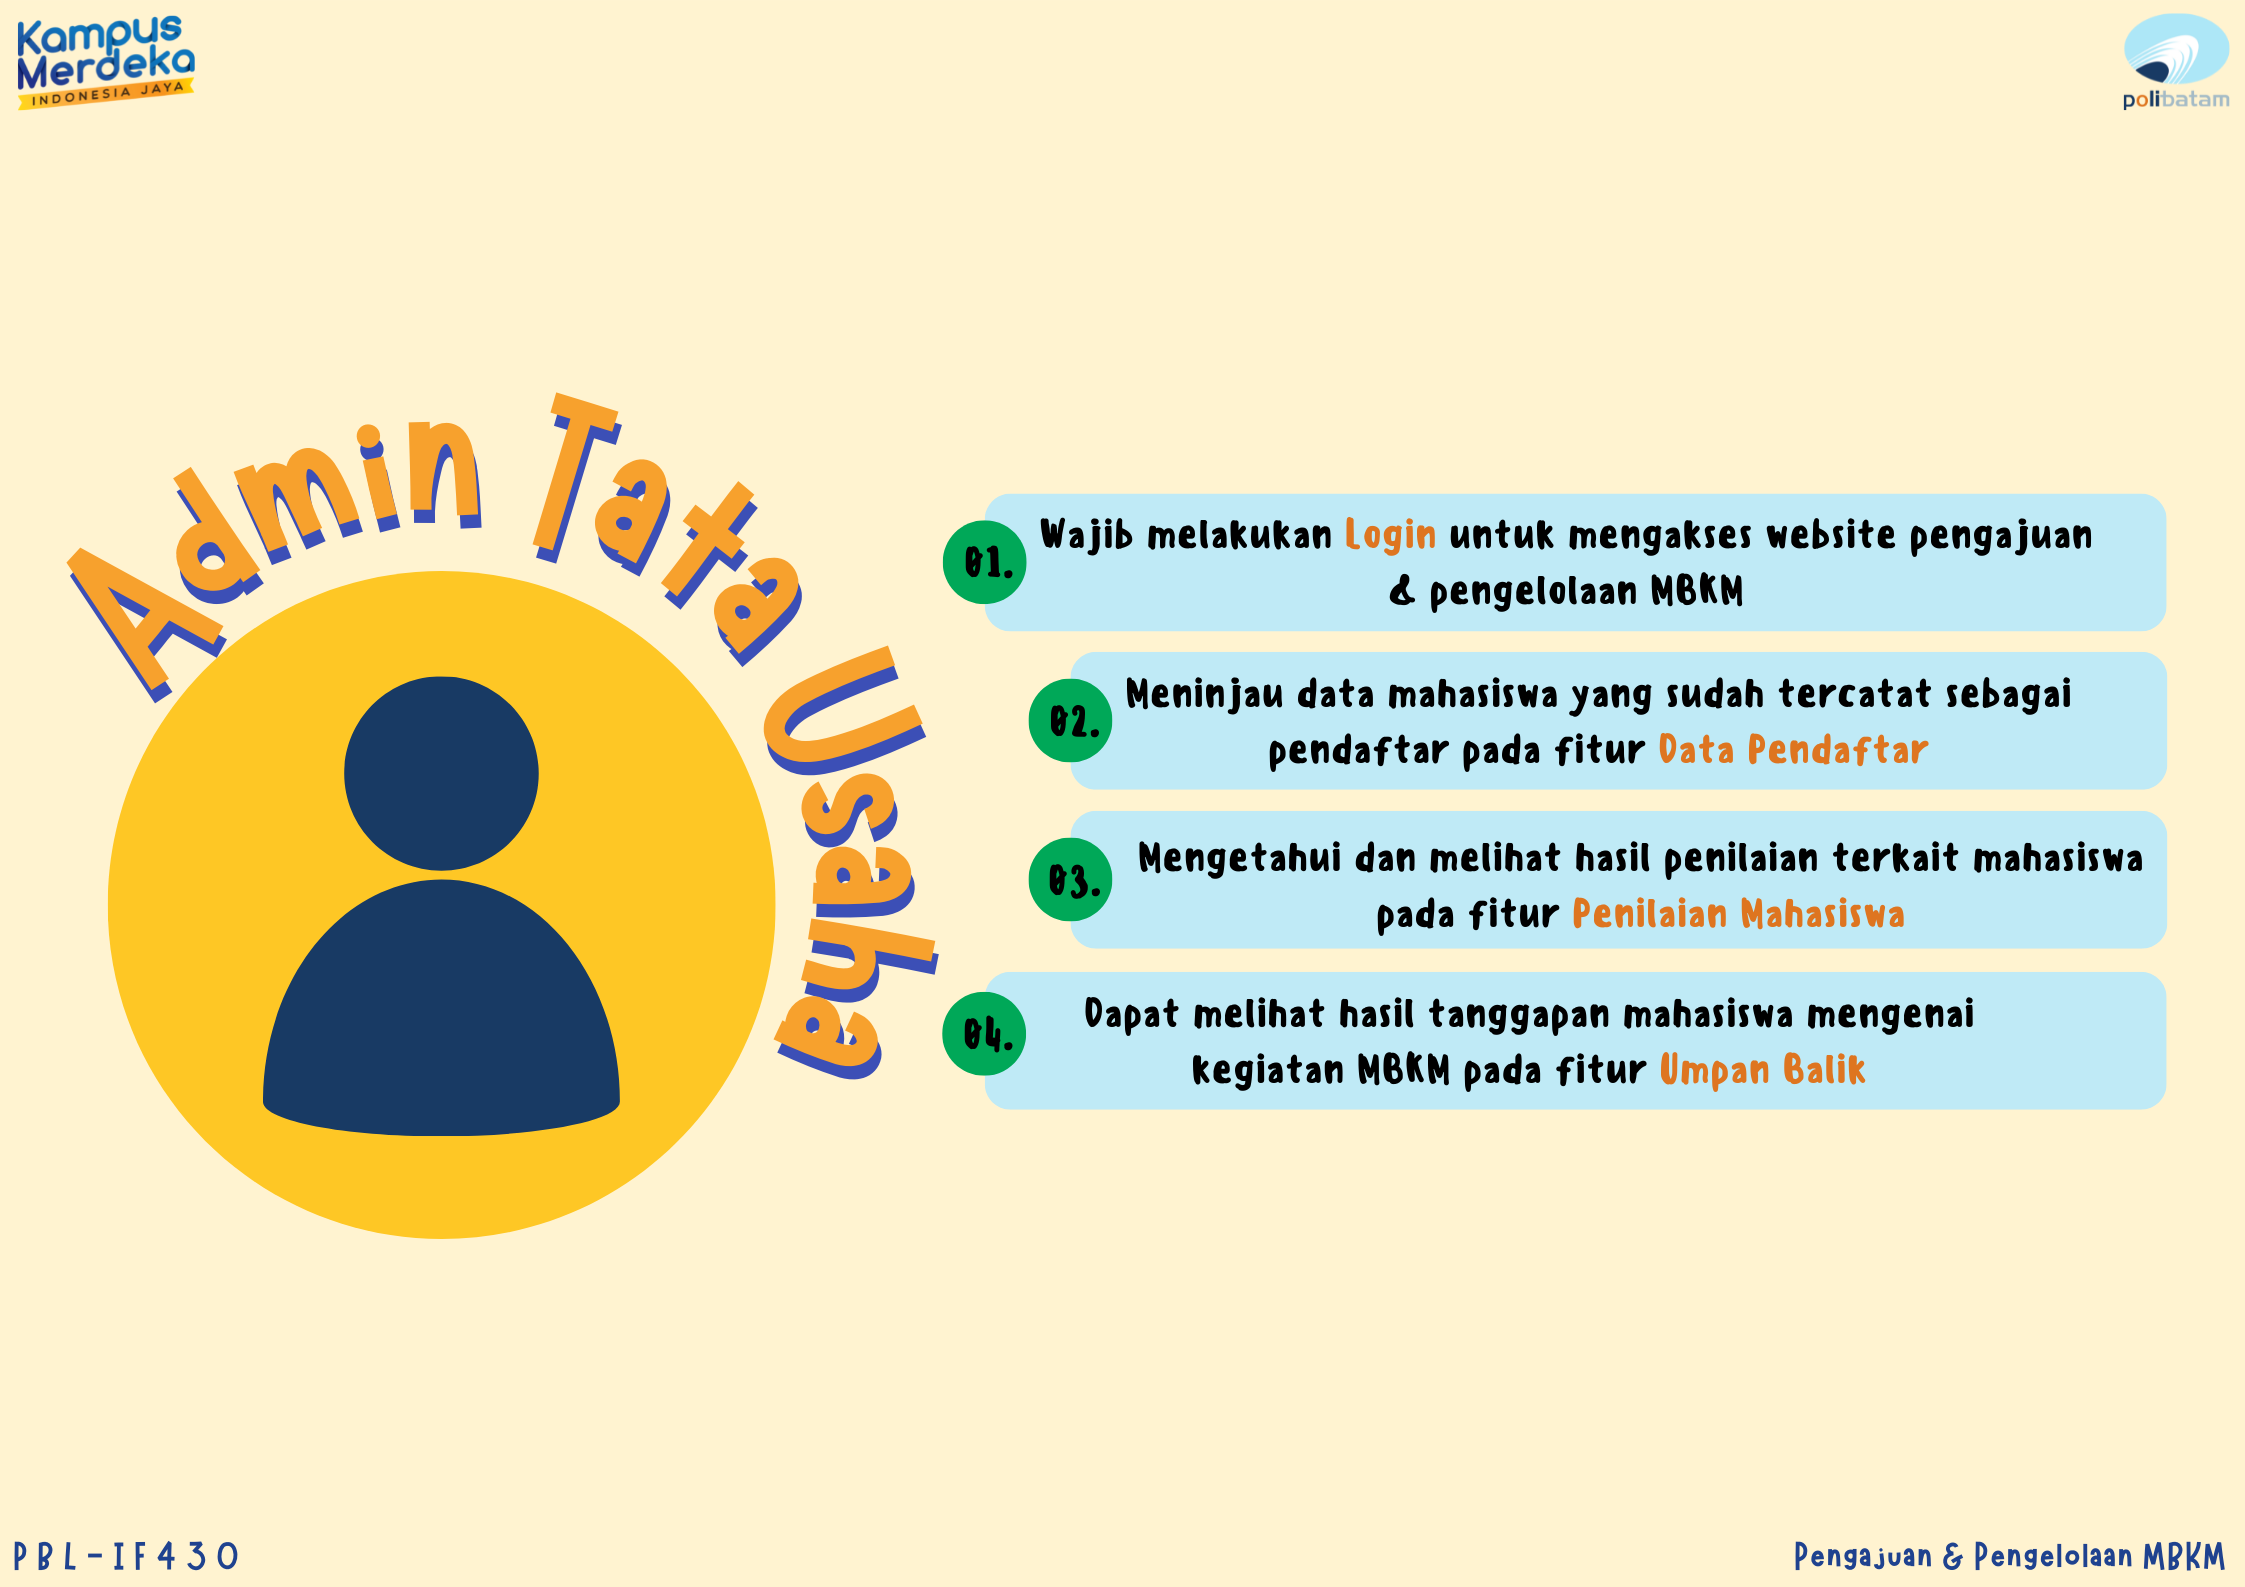 Kampus
Merdeka
INDONESIA JAYA
polibatam
Admin Tata Usaha
01.
Wajib melakukan Login untuk mengakses website pengajuan
& pengelolaan MBKM
02.
Meninjau data mahasiswa yang sudah tercatat sebagai
pendaftar pada fitur Data Pendaftar
03.
Mengetahui dan melihat hasil penilaian terkait mahasiswa
pada fitur Penilaian Mahasiswa
04.
Dapat melihat hasil tanggapan mahasiswa mengenai
kegiatan MBKM pada fitur Umpan Balik
PBL-IF430
Pengajuan & Pengelolaan MBKM